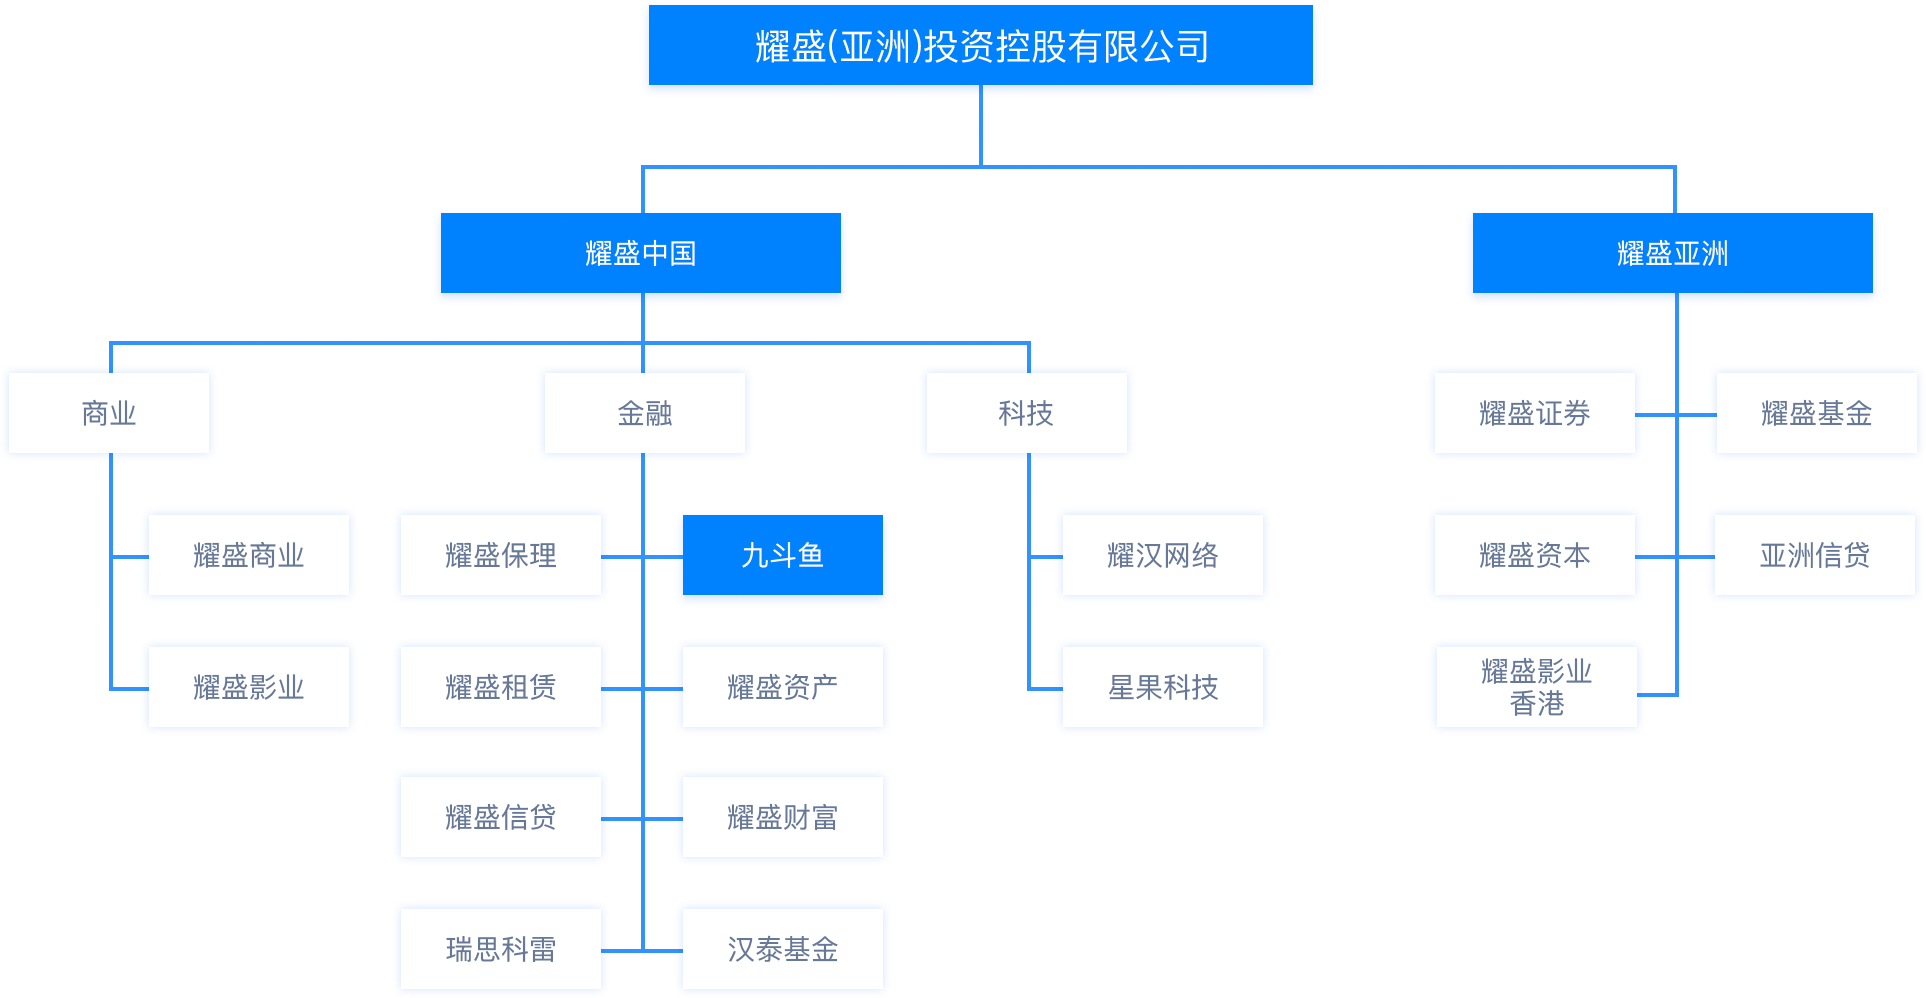 耀盛(亚洲)投资控股有限公司
耀盛中国
耀盛亚洲
商业
金融
科技
耀盛证券
耀盛基金
耀盛商业
耀盛保理
九斗鱼
耀汉网络
耀盛资本
亚洲信贷
耀盛影业
耀盛租赁
耀盛资产
星果科技
耀盛影业
香港
耀盛信贷
耀盛财富
瑞思科雷
汉泰基金